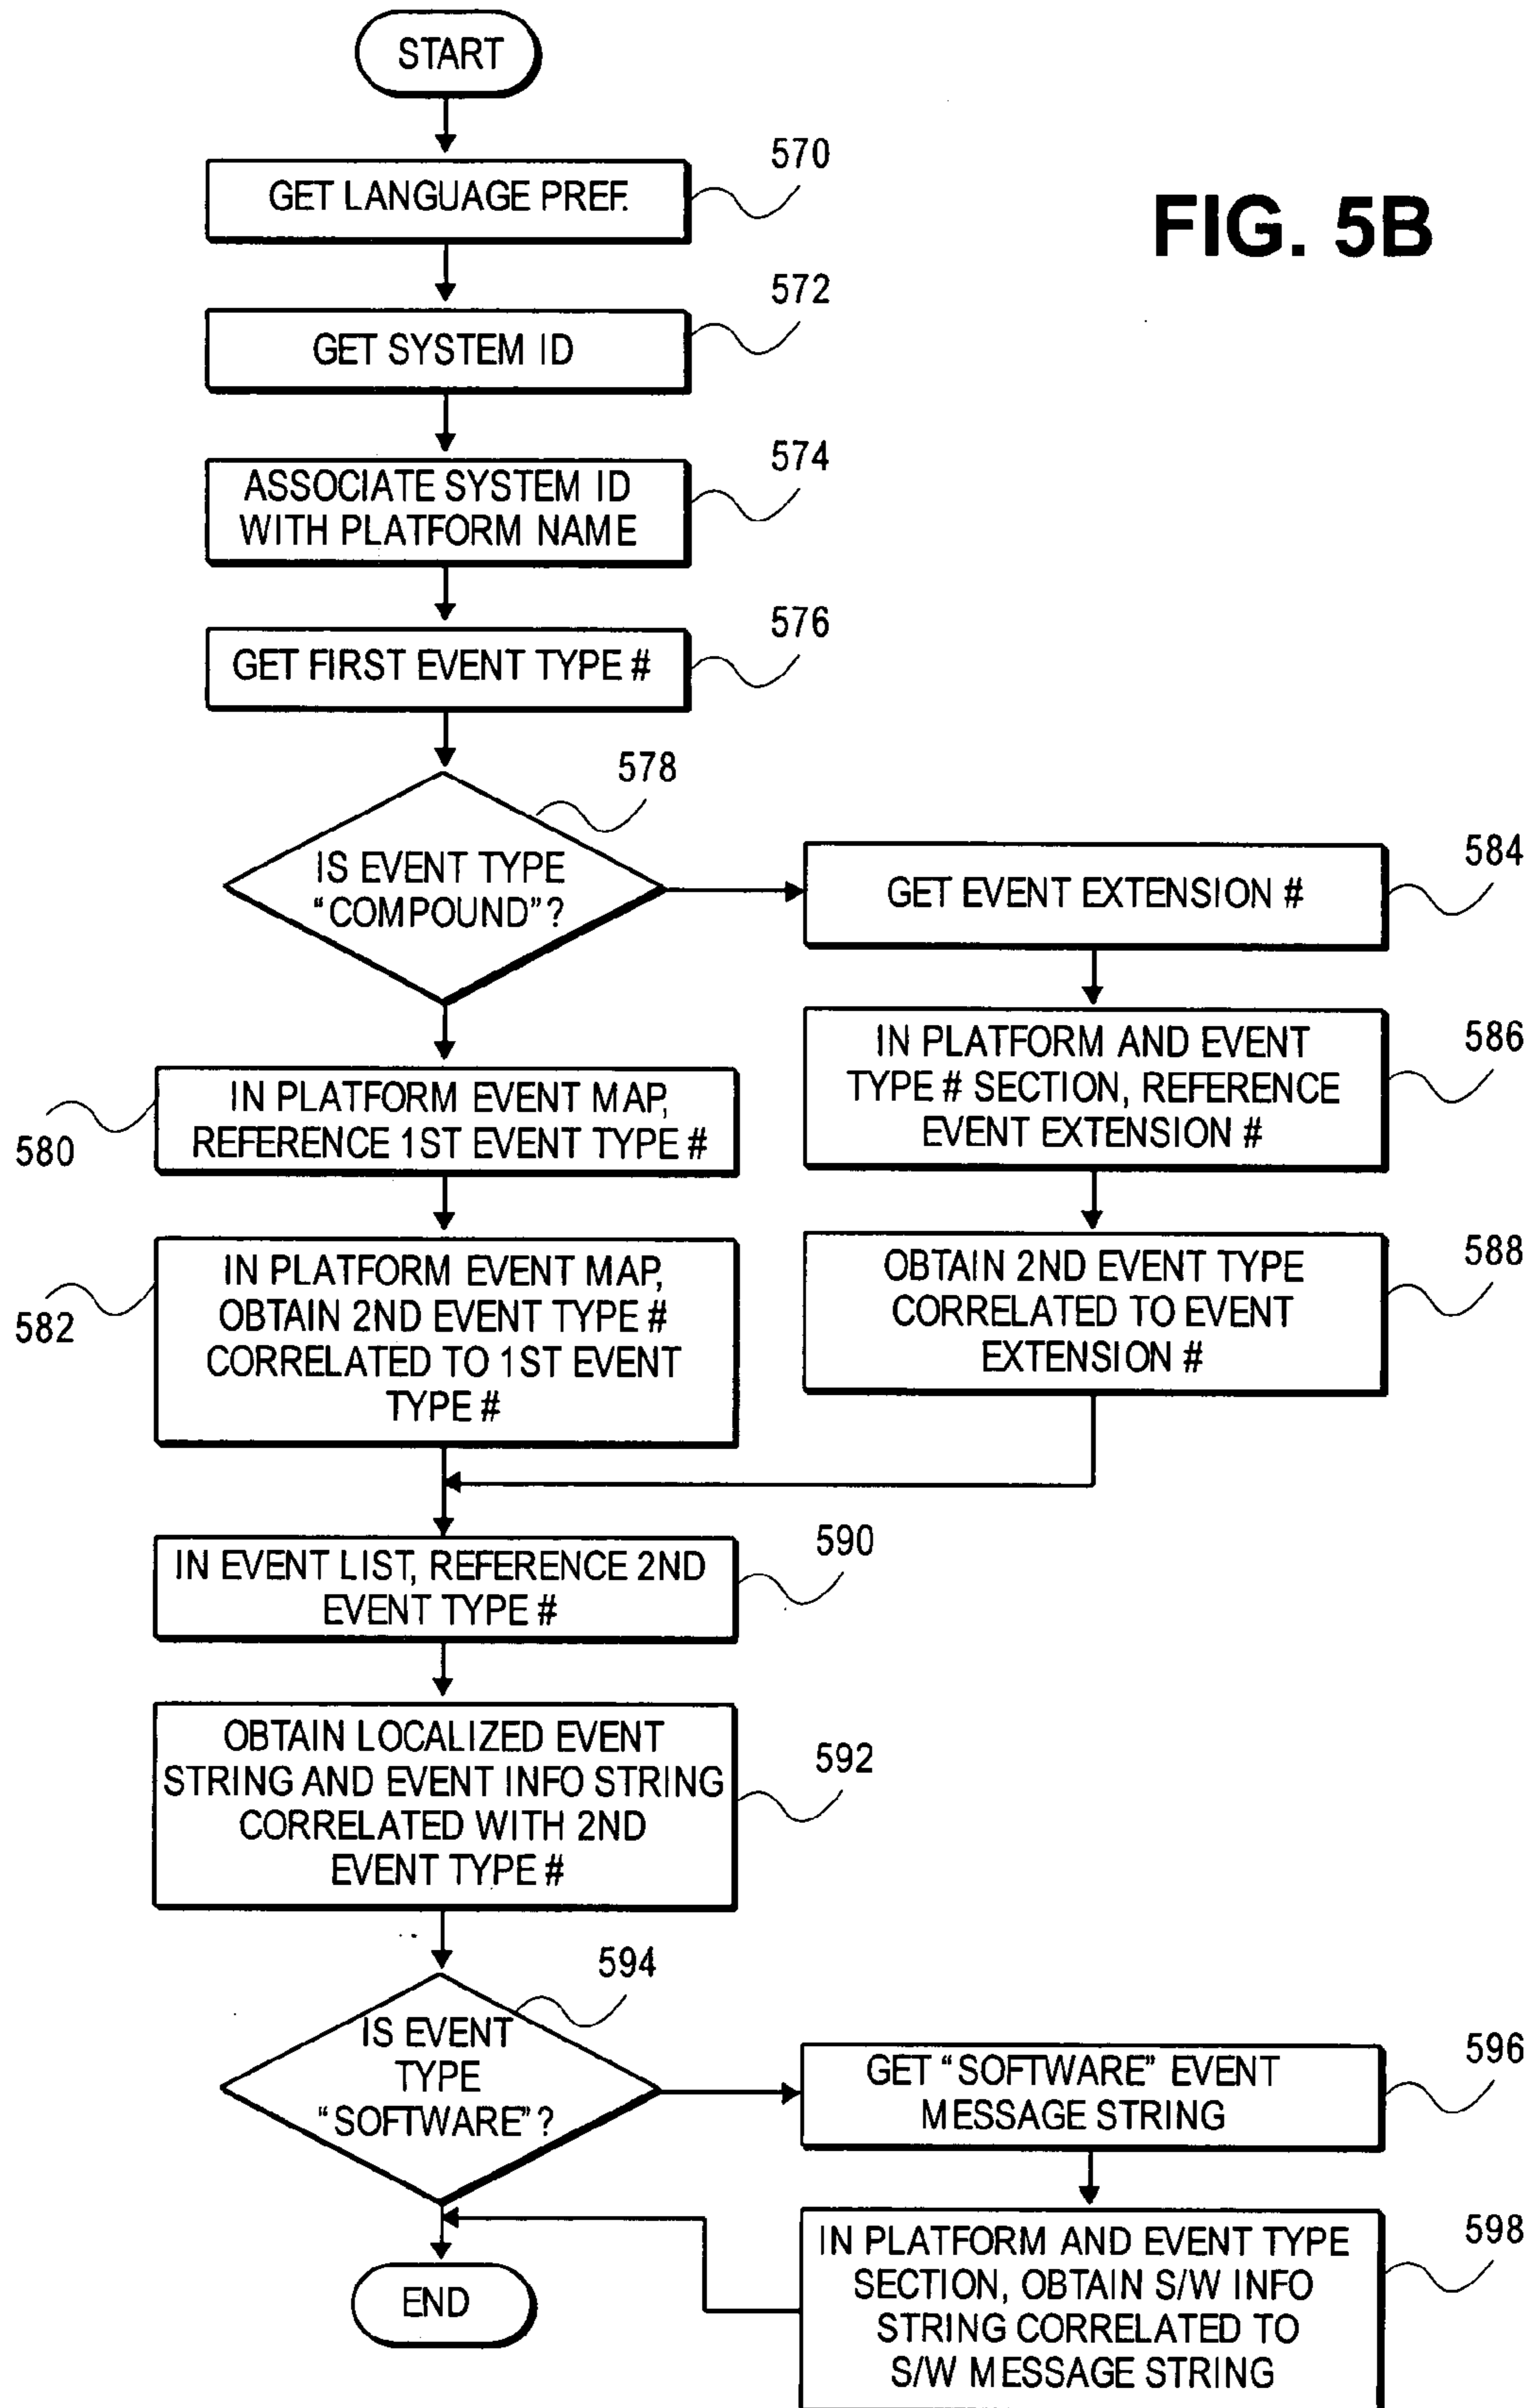 START
570
GET LANGUAGE PREF.
FIG. 5B
572
GET SYSTEM ID
574
ASSOCIATE SYSTEM ID
WITH PLATFORM NAME
576
GET FIRST EVENT TYPE #
578
IS EVENT TYPE
“COMPOUND”?
584
GET EVENT EXTENSION #
586
IN PLATFORM AND EVENT
TYPE # SECTION, REFERENCE
EVENT EXTENSION #
580
IN PLATFORM EVENT MAP,
REFERENCE 1ST EVENT TYPE #
588
OBTAIN 2ND EVENT TYPE
CORRELATED TO EVENT
EXTENSION #
582
IN PLATFORM EVENT MAP,
OBTAIN 2ND EVENT TYPE #
CORRELATED TO 1ST EVENT
TYPE #
590
IN EVENT LIST, REFERENCE 2ND
EVENT TYPE #
592
OBTAIN LOCALIZED EVENT
STRING AND EVENT INFO STRING
CORRELATED WITH 2ND
EVENT TYPE #
594
IS EVENT
TYPE
“SOFTWARE”?
596
GET “SOFTWARE” EVENT
MESSAGE STRING
598
IN PLATFORM AND EVENT TYPE
SECTION, OBTAIN S/W INFO
STRING CORRELATED TO
S/W MESSAGE STRING
END